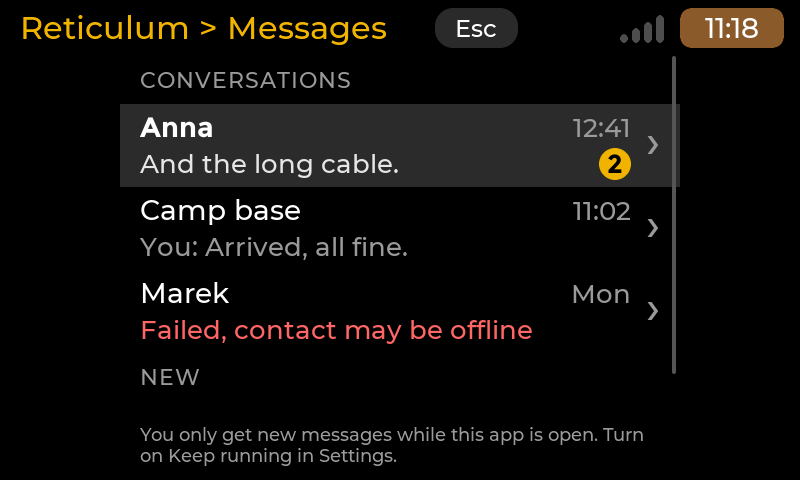 Reticulum > Messages
Esc
11:18
CONVERSATIONS
Anna
12:41
And the long cable.
2
Camp base
11:02
You: Arrived, all fine.
Marek
Mon
Failed, contact may be offline
NEW
You only get new messages while this app is open. Turn
on Keep running in Settings.